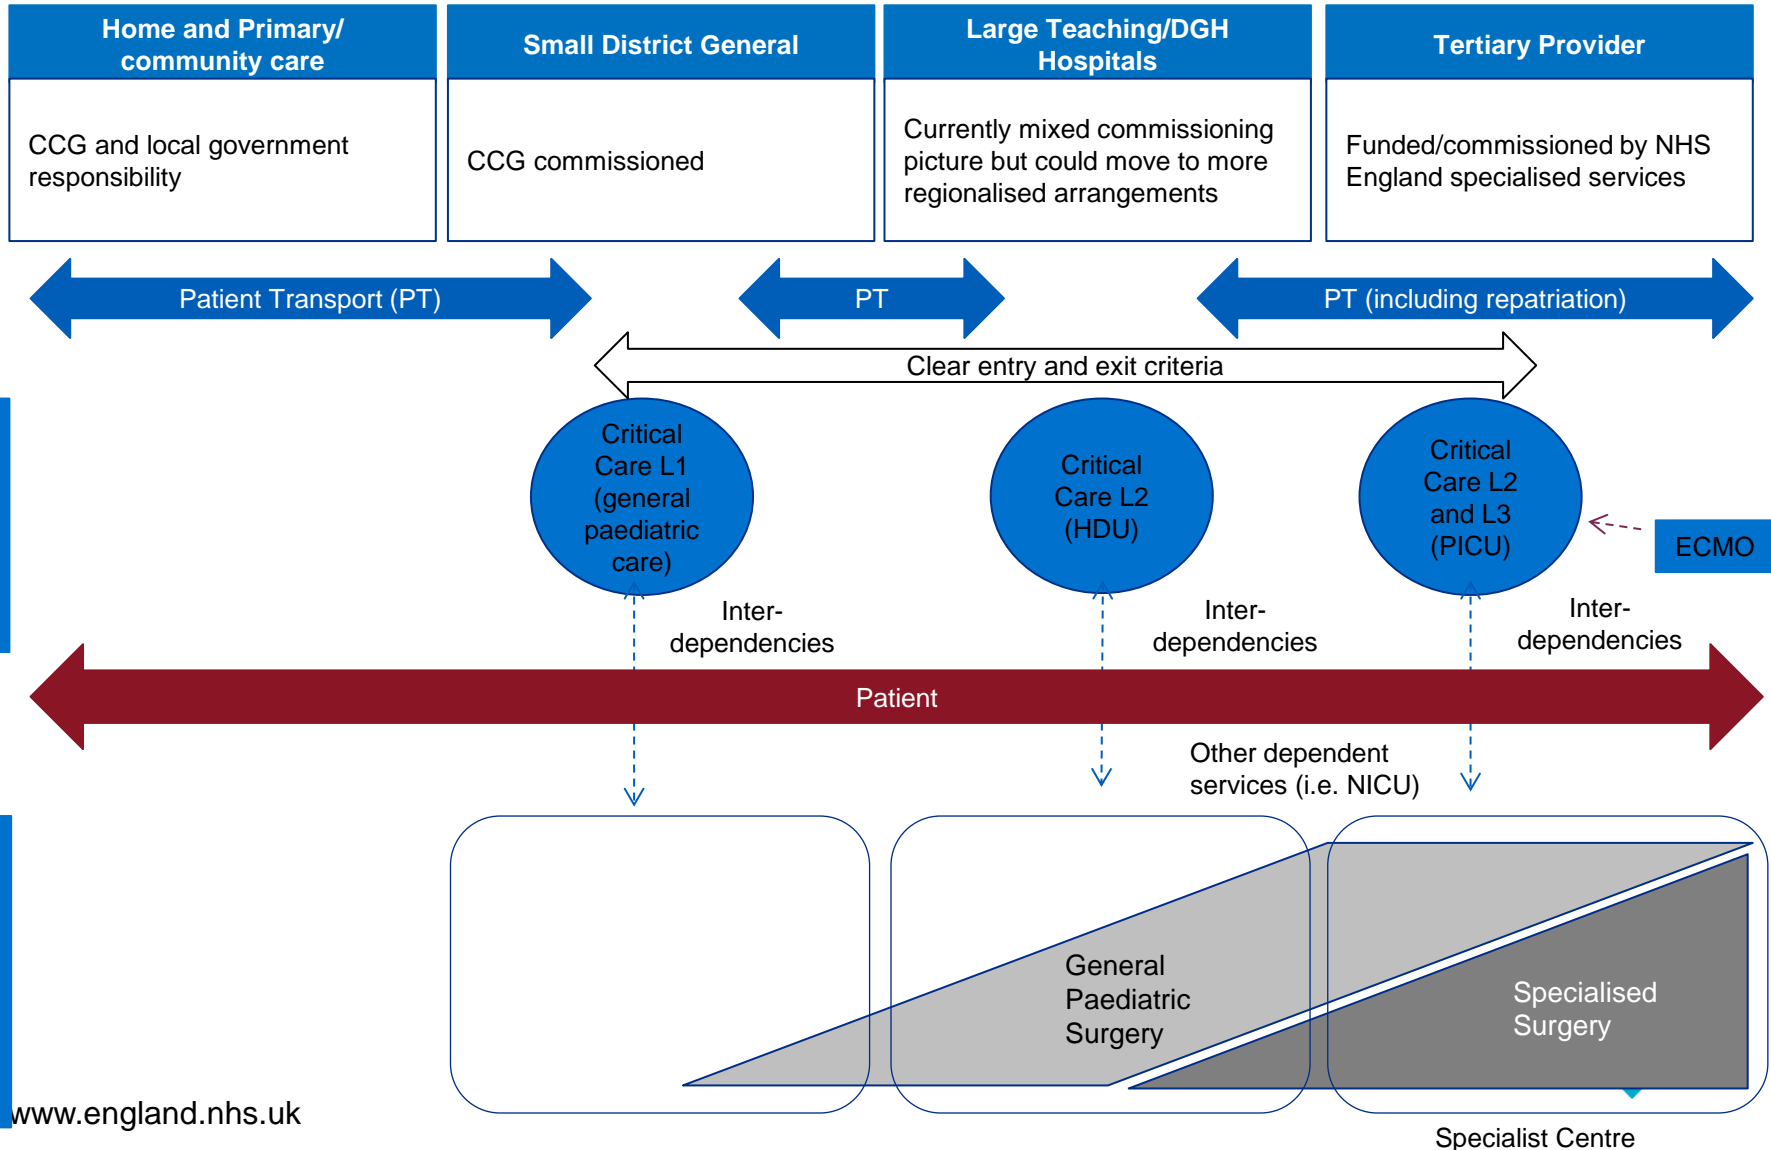 Home and Primary/
community care
Small District General
Large Teaching/DGH
Hospitals
Tertiary Provider
CCG and local government
responsibility
CCG commissioned
Currently mixed commissioning
picture but could move to more
regionalised arrangements
Funded/commissioned by NHS
England specialised services
Patient Transport (PT)
PT
PT (including repatriation)
Clear entry and exit criteria
Critical
Care L1
(general
paediatric
care)
Critical
Care L2
(HDU)
Critical
Care L2
and L3
(PICU)
ECMO
Inter-
dependencies
Inter-
dependencies
Inter-
dependencies
Patient
Other dependent
services (i.e. NICU)
General
Paediatric
Surgery
Specialised
Surgery
www.england.nhs.uk
Specialist Centre